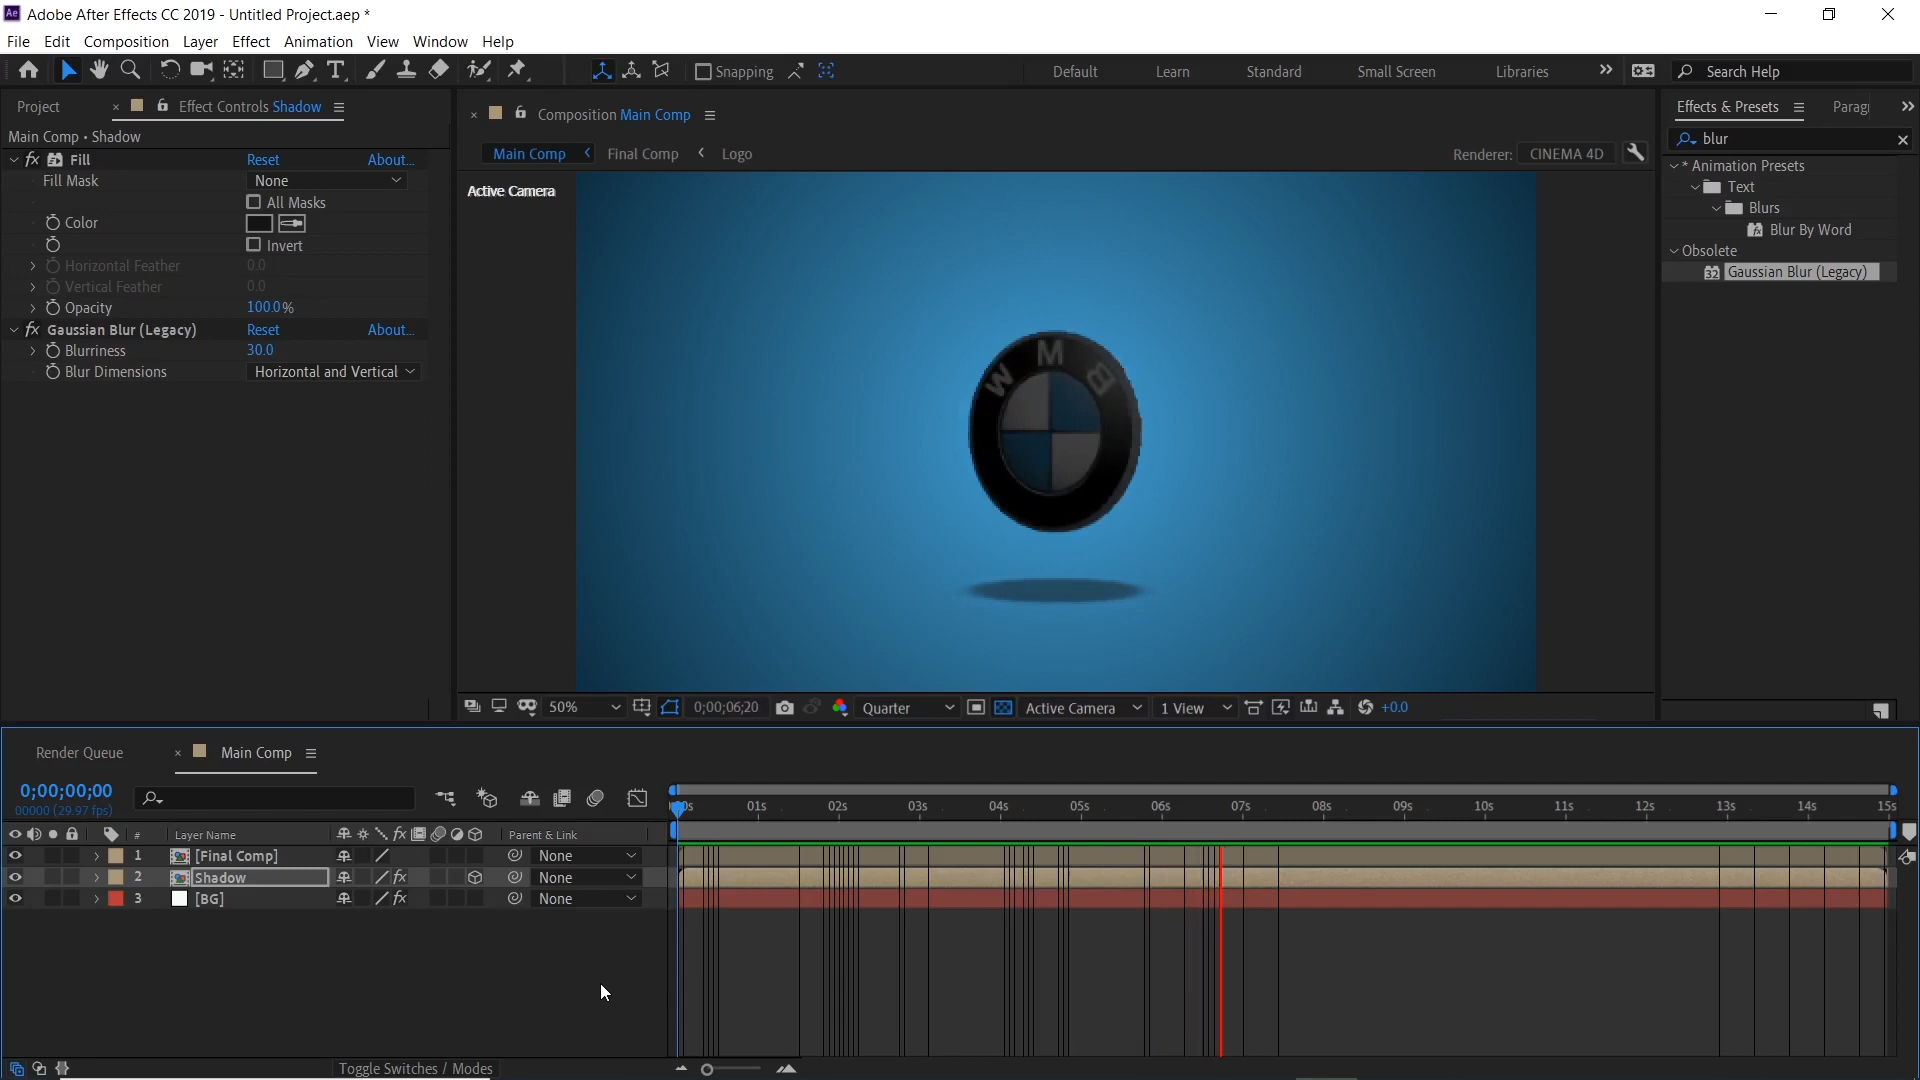 Adobe After Effects CC 2019 - Untitled Project.aep *
File Edit Composition Layer Effect Animation View Window Help
Snapping
Default Learn Standard Small Screen Libraries
Search Help
Project
Effect Controls Shadow
Main Comp • Shadow
Fill Reset About...
Fill Mask None
All Masks
Color
Invert
Horizontal Feather 0.0
Vertical Feather 0.0
Opacity 100.0%
Gaussian Blur (Legacy) Reset About...
Blurriness 30.0
Blur Dimensions Horizontal and Vertical
Composition Main Comp
Main Comp Final Comp Logo
Renderer: CINEMA 4D
Active Camera
BMW
50% 0;00;06;20 Quarter Active Camera 1 View +0.0
Effects & Presets
blur
* Animation Presets
Text
Blurs
Blur By Word
Obsolete
Gaussian Blur (Legacy)
Render Queue Main Comp
0;00;00;00
00000 (29.97 fps)
01s 02s 03s 04s 05s 06s 07s 08s 09s 10s 11s 12s 13s 14s 15s
# Layer Name Parent & Link
1 [Final Comp] None
2 Shadow None
3 [BG] None
Toggle Switches / Modes